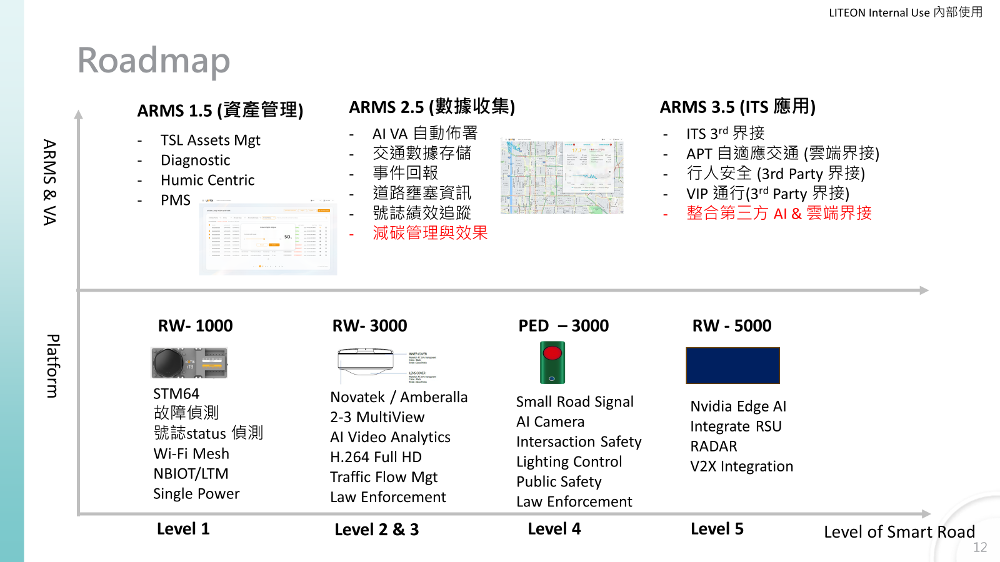 LITEON Internal Use 內部使用
Roadmap
ARMS & VA
ARMS 1.5 (資產管理)
- TSL Assets Mgt
- Diagnostic
- Humic Centric
- PMS
ARMS 2.5 (數據收集)
- AI VA 自動佈署
- 交通數據存儲
- 事件回報
- 道路壅塞資訊
- 號誌績效追蹤
- 減碳管理與效果
ARMS 3.5 (ITS 應用)
- ITS 3rd 界接
- APT 自適應交通 (雲端界接)
- 行人安全 (3rd Party 界接)
- VIP 通行(3rd Party 界接)
- 整合第三方 AI & 雲端界接
Platform
RW- 1000
STM64
故障偵測
號誌status 偵測
Wi-Fi Mesh
NBIOT/LTM
Single Power
RW- 3000
INNER COVER
LENS COVER
Novatek / Amberalla
2-3 MultiView
AI Video Analytics
H.264 Full HD
Traffic Flow Mgt
Law Enforcement
PED – 3000
Small Road Signal
AI Camera
Intersaction Safety
Lighting Control
Public Safety
Law Enforcement
RW - 5000
Nvidia Edge AI
Integrate RSU
RADAR
V2X Integration
Level 1
Level 2 & 3
Level 4
Level 5
Level of Smart Road
12